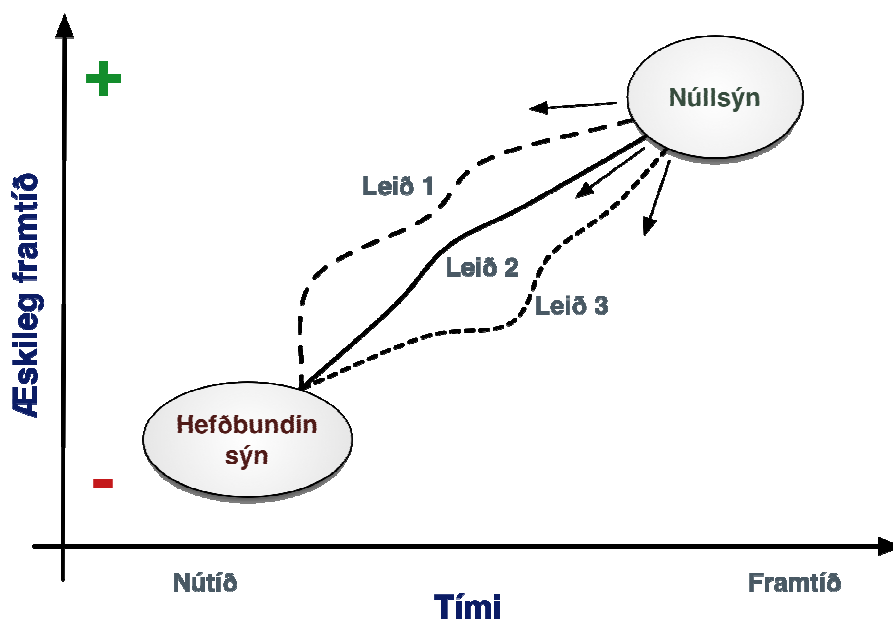 +
Núllsýn
Leið 1
Leið 2
Leið 3
Æskileg framtíð
Hefðbundin
sýn
-
Nútíð
Framtíð
Tími